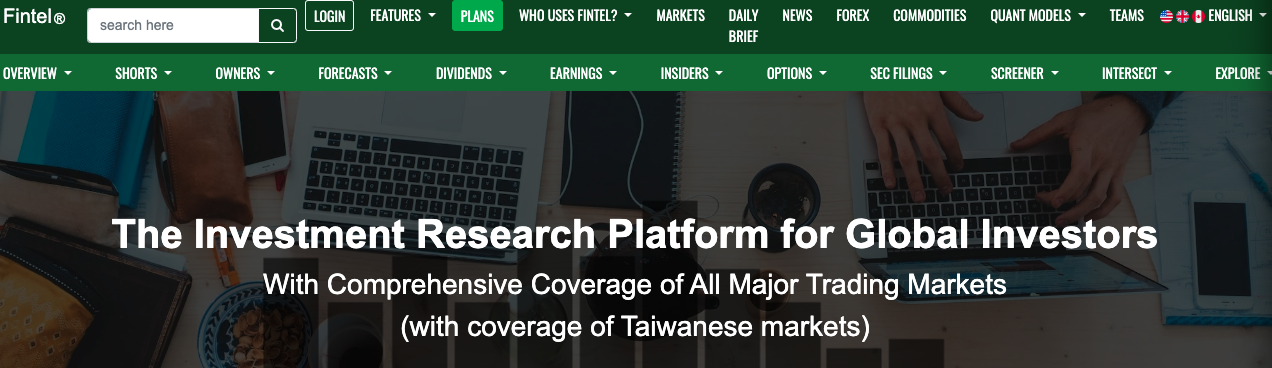 Fintel®
search here
LOGIN
FEATURES
PLANS
WHO USES FINTEL?
MARKETS
DAILY
BRIEF
NEWS
FOREX
COMMODITIES
QUANT MODELS
TEAMS
ENGLISH
OVERVIEW
SHORTS
OWNERS
FORECASTS
DIVIDENDS
EARNINGS
INSIDERS
OPTIONS
SEC FILINGS
SCREENER
INTERSECT
EXPLORE
The Investment Research Platform for Global Investors
With Comprehensive Coverage of All Major Trading Markets
(with coverage of Taiwanese markets)